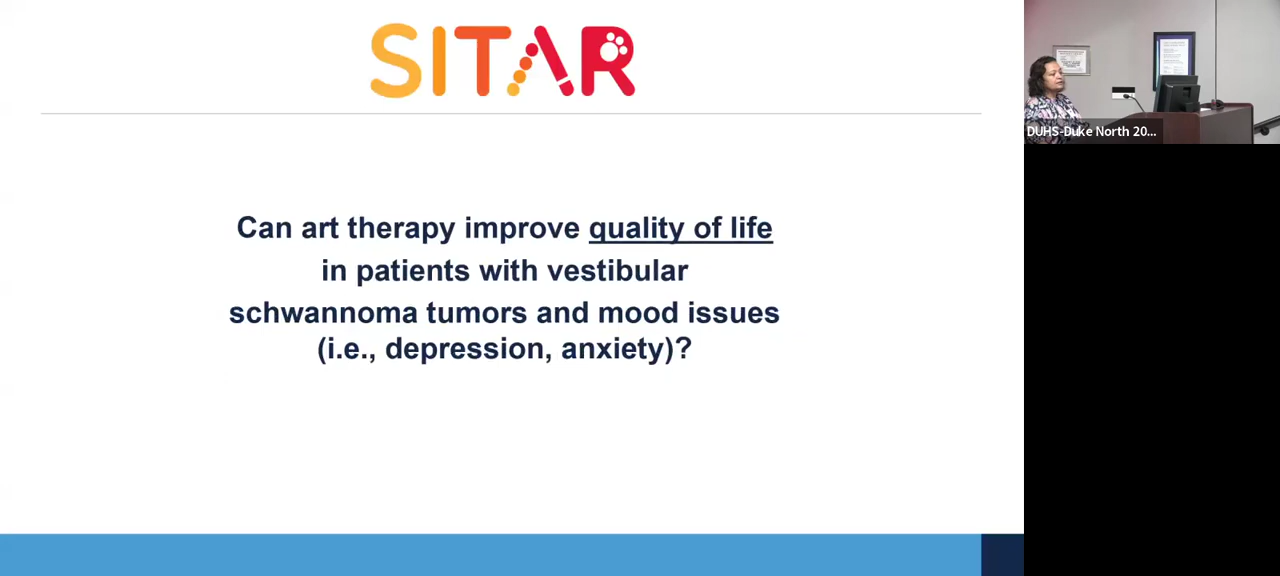 SITAR
Can art therapy improve quality of life
in patients with vestibular
schwannoma tumors and mood issues
(i.e., depression, anxiety)?
DUHS-Duke North 20...